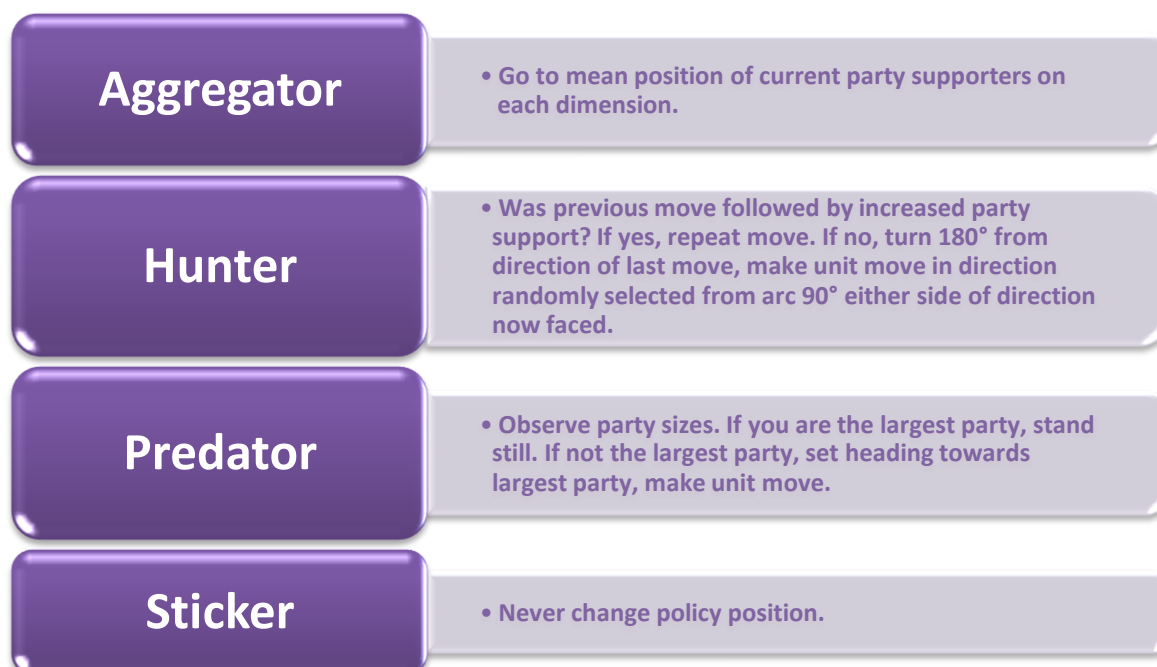 Aggregator
• Go to mean position of current party supporters on
each dimension.
Hunter
• Was previous move followed by increased party
support? If yes, repeat move. If no, turn 180° from
direction of last move, make unit move in direction
randomly selected from arc 90° either side of direction
now faced.
Predator
• Observe party sizes. If you are the largest party, stand
still. If not the largest party, set heading towards
largest party, make unit move.
Sticker
• Never change policy position.